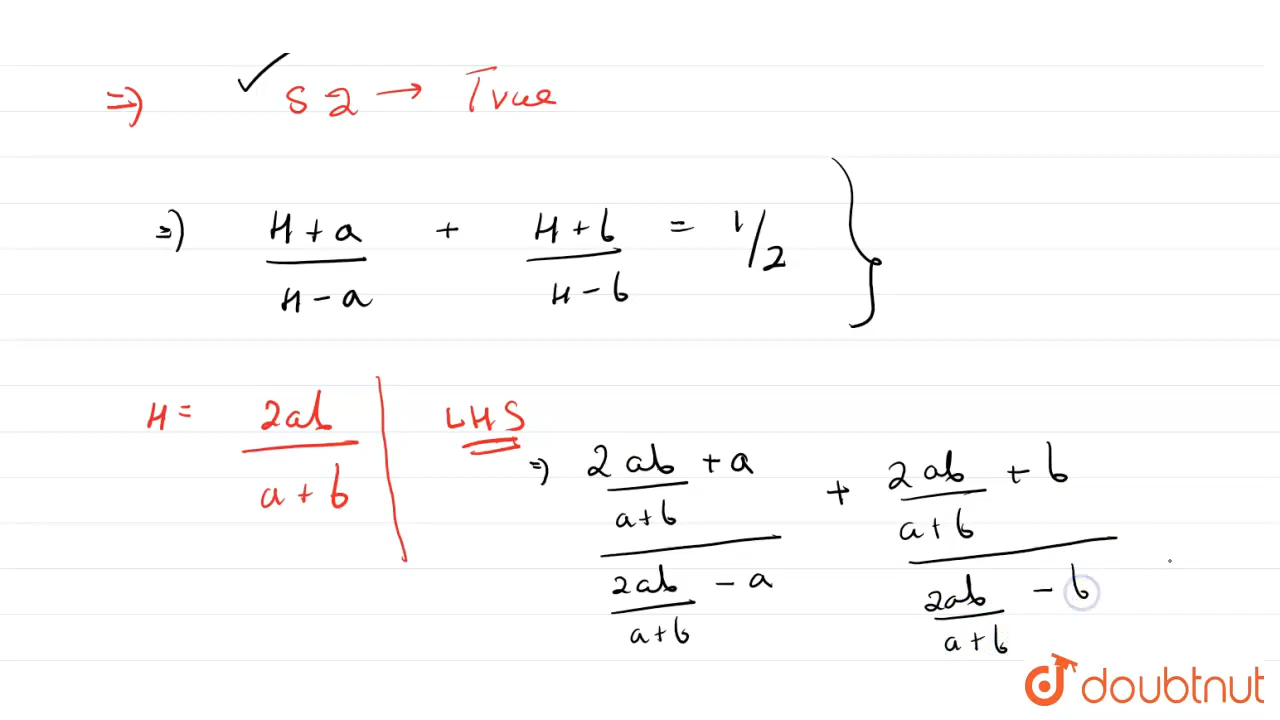 ⇒) S2 → True
⇒) H+a/H-a + H+b/H-b = 1/2
H = 2ab/a+b
LHS
⇒) (2ab/a+b + a)/(2ab/a+b - a) + (2ab/a+b + b)/(2ab/a+b - b)
doubtnut